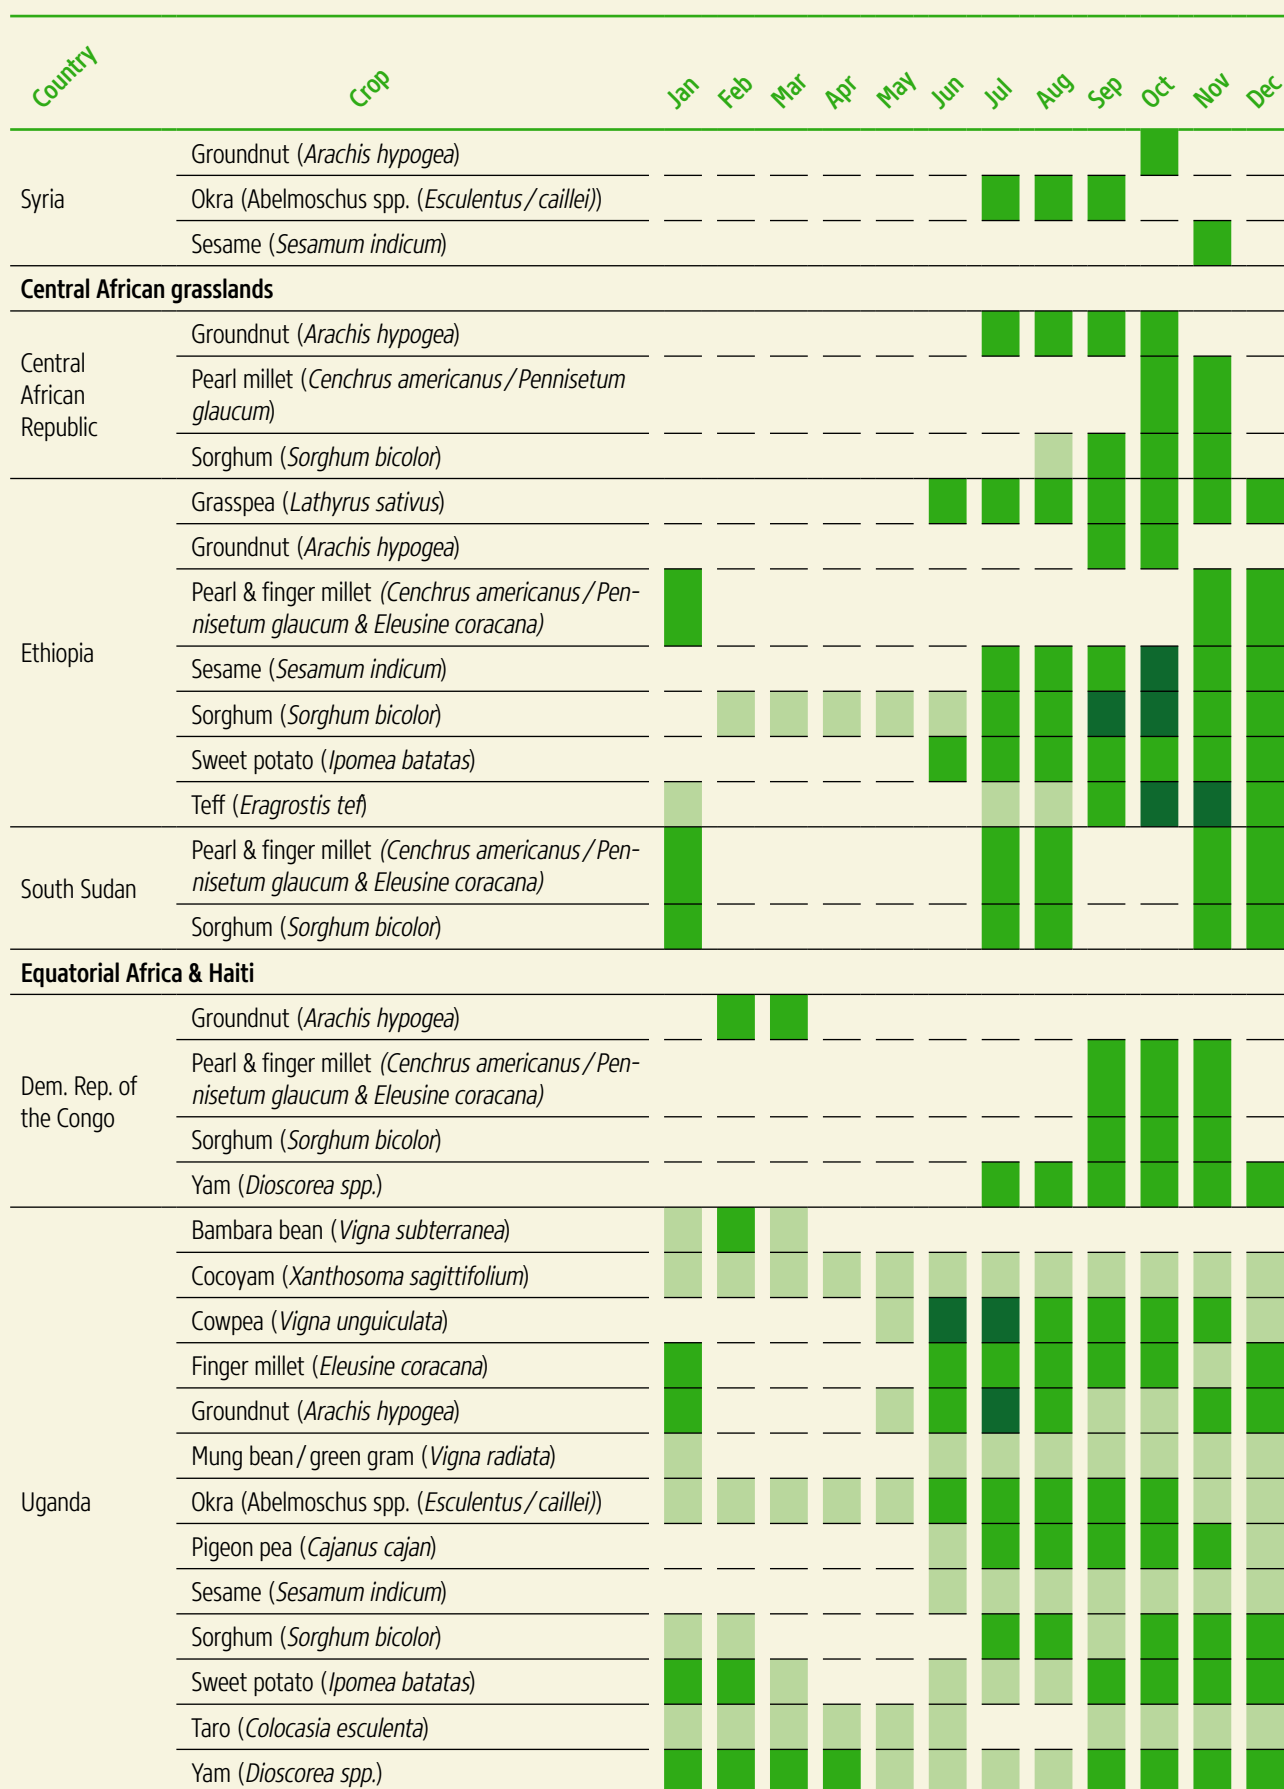 Country Crop Jan Feb Mar Apr May Jun Jul Aug Sep Oct Nov Dec
Syria
Groundnut (Arachis hypogea)
Okra (Abelmoschus spp. (Esculentus/caillei))
Sesame (Sesamum indicum)
Central African grasslands
Central
African
Republic
Groundnut (Arachis hypogea)
Pearl millet (Cenchrus americanus/Pennisetum
glaucum)
Sorghum (Sorghum bicolor)
Ethiopia
Grasspea (Lathyrus sativus)
Groundnut (Arachis hypogea)
Pearl & finger millet (Cenchrus americanus/Pen-
nisetum glaucum & Eleusine coracana)
Sesame (Sesamum indicum)
Sorghum (Sorghum bicolor)
Sweet potato (Ipomea batatas)
Teff (Eragrostis tef)
South Sudan
Pearl & finger millet (Cenchrus americanus/Pen-
nisetum glaucum & Eleusine coracana)
Sorghum (Sorghum bicolor)
Equatorial Africa & Haiti
Dem. Rep. of
the Congo
Groundnut (Arachis hypogea)
Pearl & finger millet (Cenchrus americanus/Pen-
nisetum glaucum & Eleusine coracana)
Sorghum (Sorghum bicolor)
Yam (Dioscorea spp.)
Uganda
Bambara bean (Vigna subterranea)
Cocoyam (Xanthosoma sagittifolium)
Cowpea (Vigna unguiculata)
Finger millet (Eleusine coracana)
Groundnut (Arachis hypogea)
Mung bean/green gram (Vigna radiata)
Okra (Abelmoschus spp. (Esculentus/caillei))
Pigeon pea (Cajanus cajan)
Sesame (Sesamum indicum)
Sorghum (Sorghum bicolor)
Sweet potato (Ipomea batatas)
Taro (Colocasia esculenta)
Yam (Dioscorea spp.)